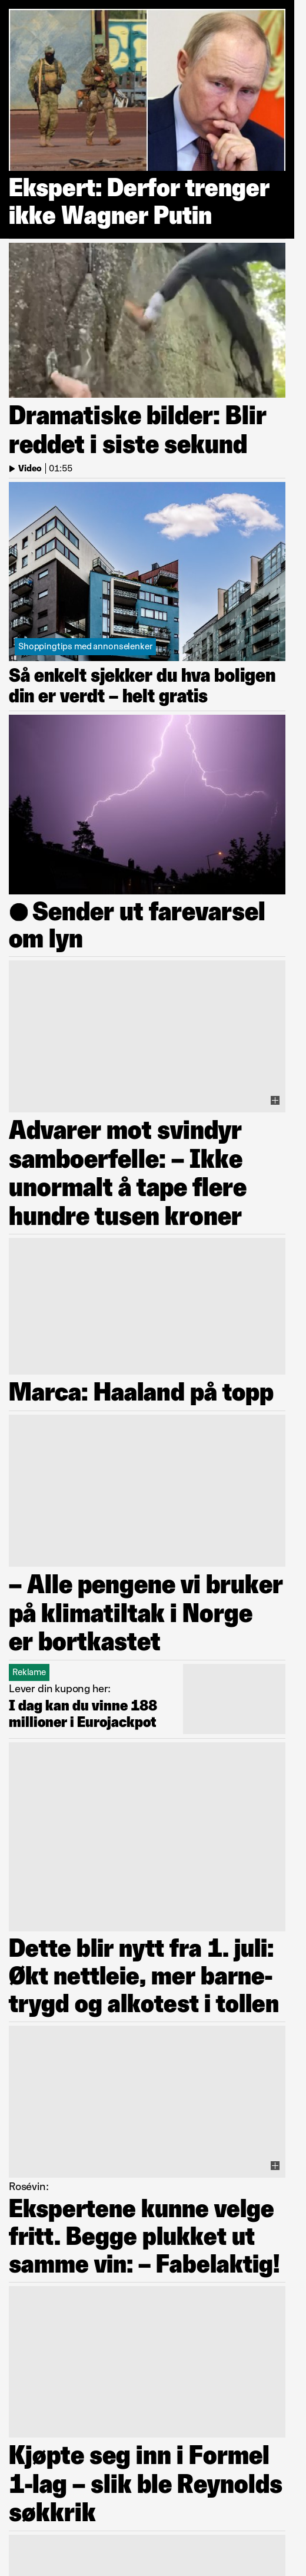 Ekspert: Derfor trenger
ikke Wagner Putin
Dramatiske bilder: Blir
reddet i siste sekund
Video | 01:55
Shoppingtips med annonselenker
Så enkelt sjekker du hva boligen
din er verdt – helt gratis
Sender ut farevarsel
om lyn
Advarer mot svindyr
samboerfelle: – Ikke
unormalt å tape flere
hundre tusen kroner
Marca: Haaland på topp
– Alle pengene vi bruker
på klimatiltak i Norge
er bortkastet
Reklame
Lever din kupong her:
I dag kan du vinne 188
millioner i Eurojackpot
Dette blir nytt fra 1. juli:
Økt nettleie, mer barne-
trygd og alkotest i tollen
Rosévin:
Ekspertene kunne velge
fritt. Begge plukket ut
samme vin: – Fabelaktig!
Kjøpte seg inn i Formel
1-lag – slik ble Reynolds
søkkrik